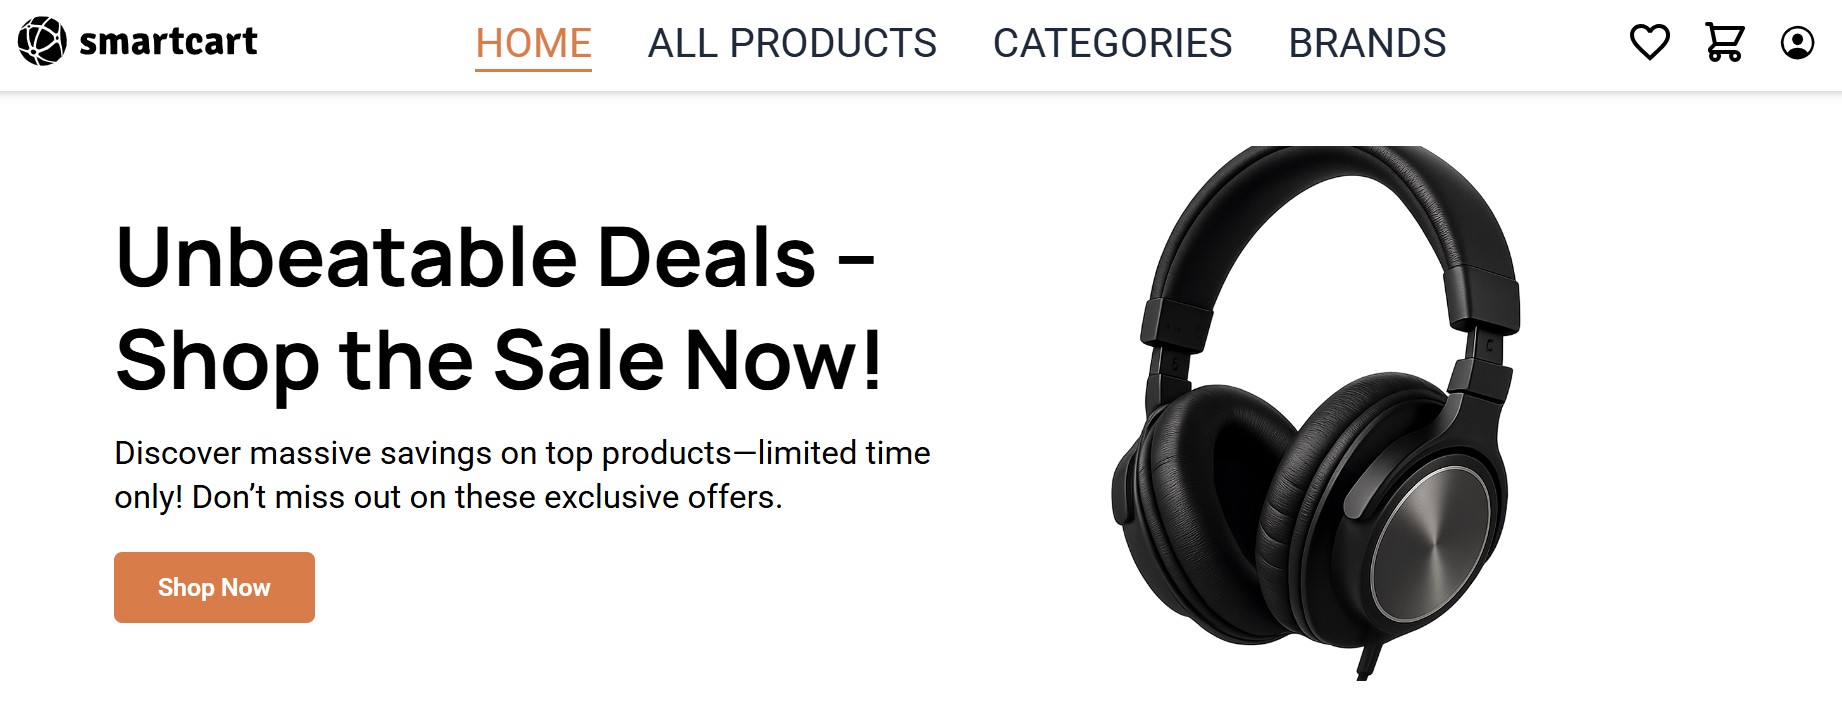 smartcart
HOME ALL PRODUCTS CATEGORIES BRANDS
Unbeatable Deals –
Shop the Sale Now!
Discover massive savings on top products—limited time
only! Don’t miss out on these exclusive offers.
Shop Now